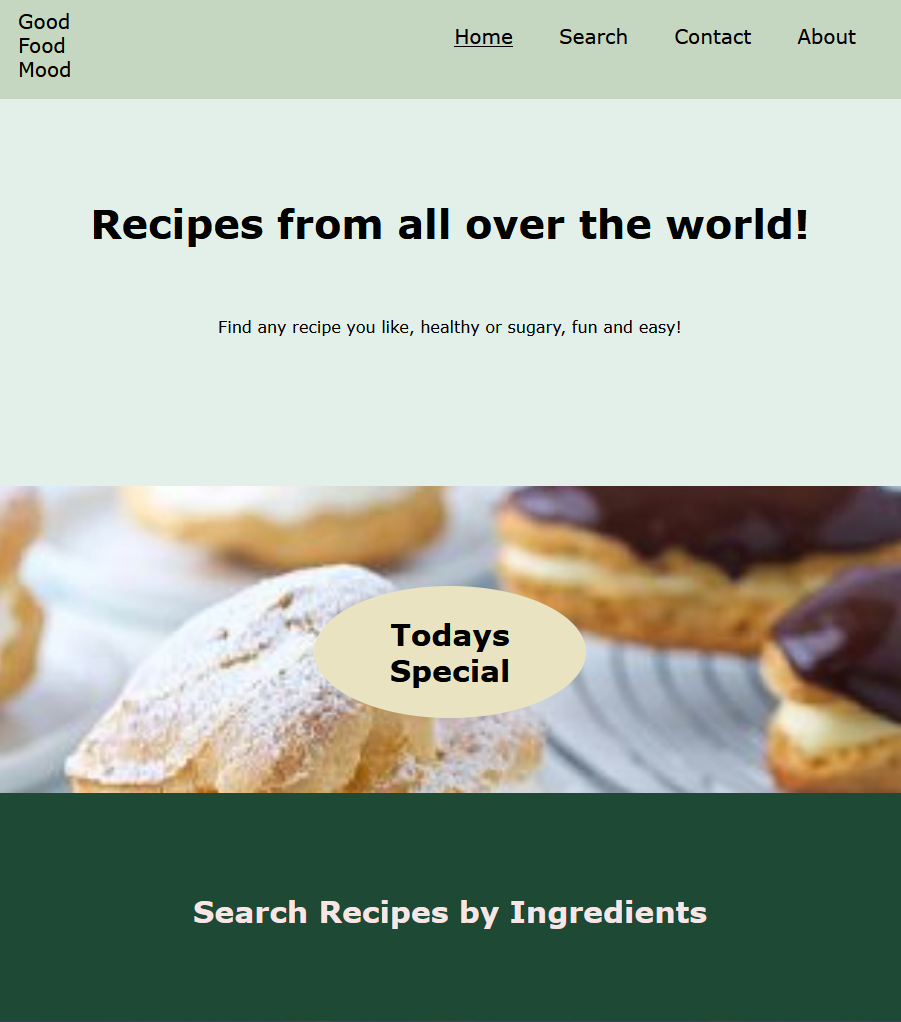 Good
Food
Mood
Home Search Contact About
Recipes from all over the world!
Find any recipe you like, healthy or sugary, fun and easy!
Todays
Special
Search Recipes by Ingredients